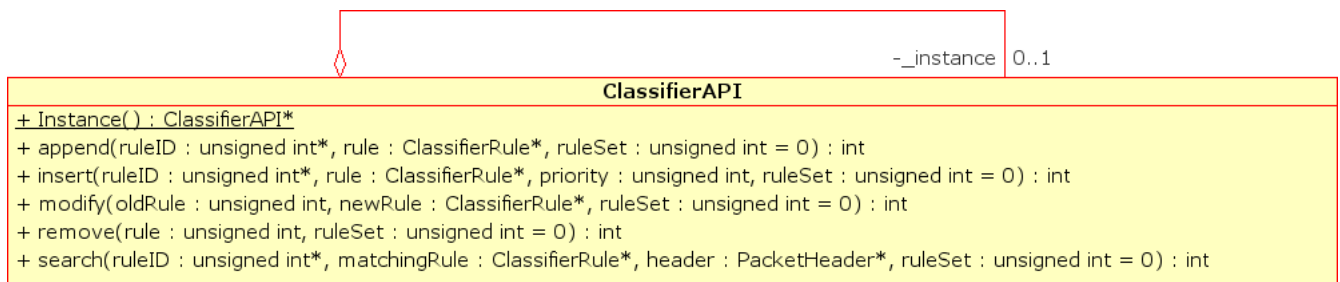 -_instance 0..1
ClassifierAPI
+ Instance() : ClassifierAPI*
+ append(ruleID : unsigned int*, rule : ClassifierRule*, ruleSet : unsigned int = 0) : int
+ insert(ruleID : unsigned int*, rule : ClassifierRule*, priority : unsigned int, ruleSet : unsigned int = 0) : int
+ modify(oldRule : unsigned int, newRule : ClassifierRule*, ruleSet : unsigned int = 0) : int
+ remove(rule : unsigned int, ruleSet : unsigned int = 0) : int
+ search(ruleID : unsigned int*, matchingRule : ClassifierRule*, header : PacketHeader*, ruleSet : unsigned int = 0) : int